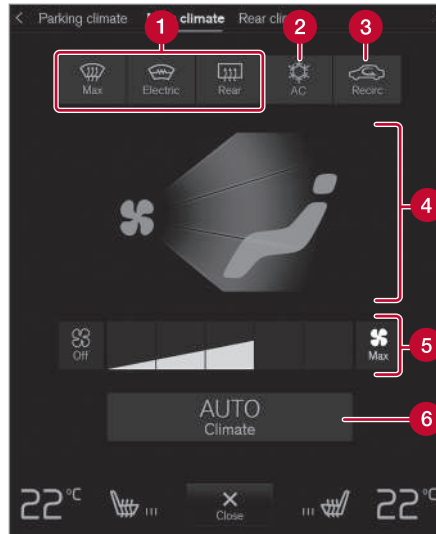 Parking climate climate Rear
1 2 3
Max Electric Rear AC Recirc
4
Off Max 5
AUTO 6
Climate
22°C 22°C
Close